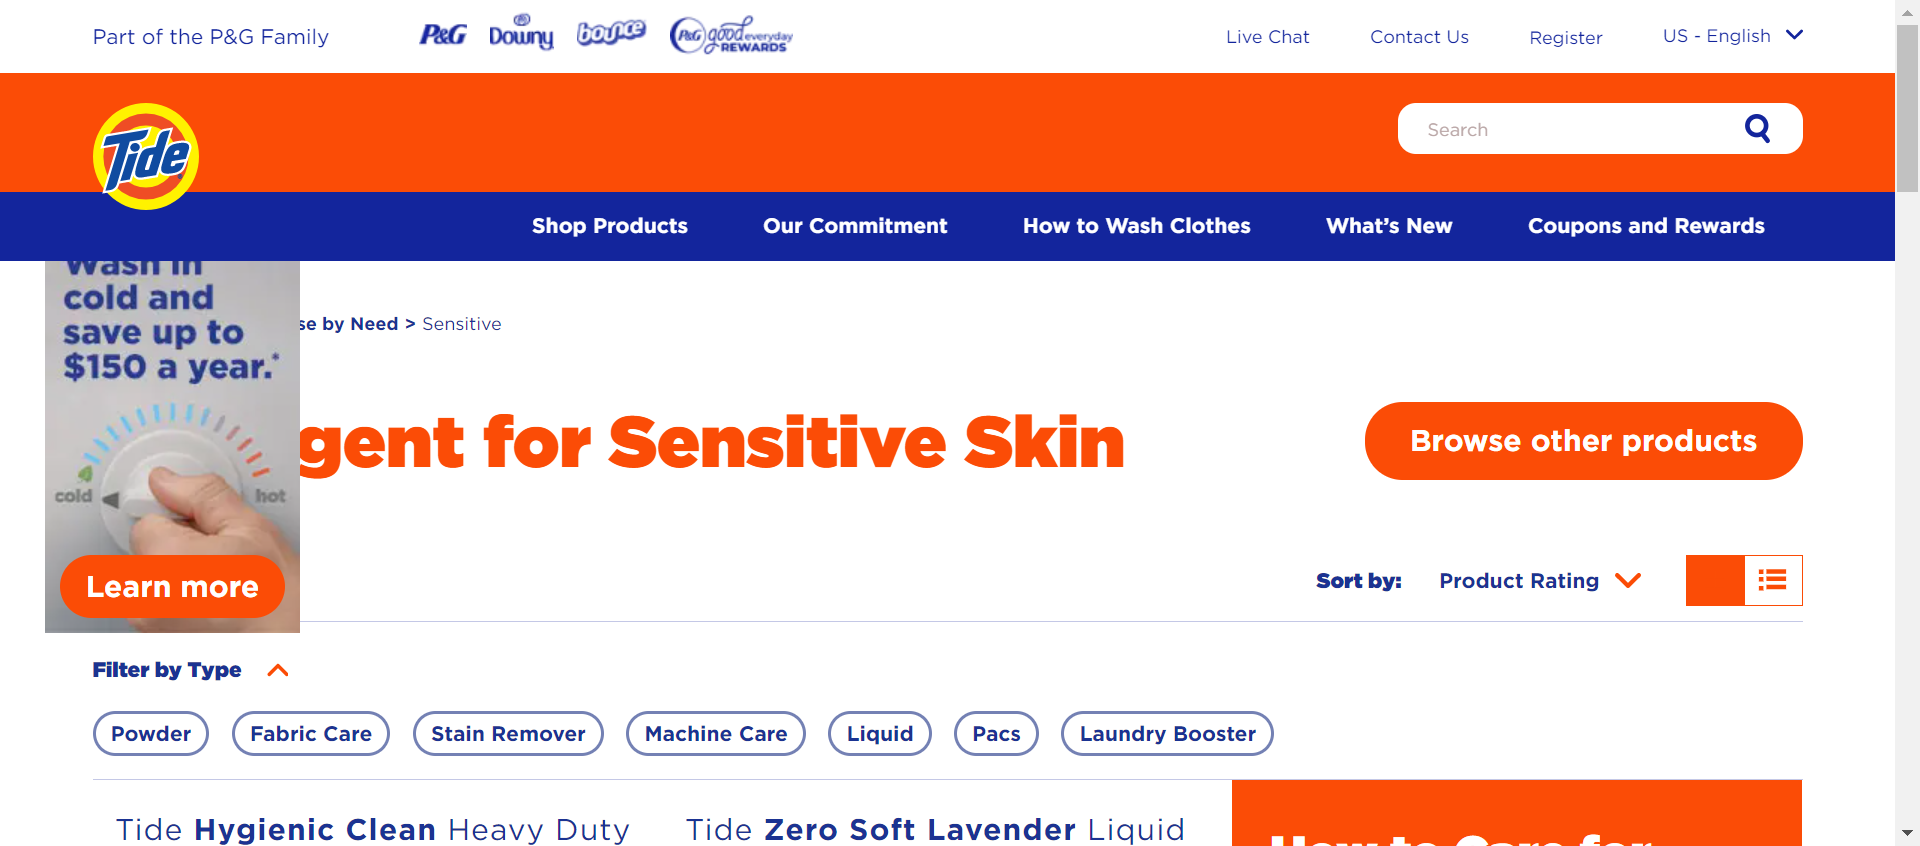 Part of the P&G Family
P&G
Downy
bounce
P&G good everyday REWARDS
Live Chat
Contact Us
Register
US - English
Tide
Search
Shop Products
Our Commitment
How to Wash Clothes
What's New
Coupons and Rewards
Wash in
cold and
save up to
$150 a year.*
cold
hot
Learn more
se by Need > Sensitive
gent for Sensitive Skin
Browse other products
Sort by:
Product Rating
Filter by Type
Powder
Fabric Care
Stain Remover
Machine Care
Liquid
Pacs
Laundry Booster
Tide Hygienic Clean Heavy Duty
Tide Zero Soft Lavender Liquid
How to Care for